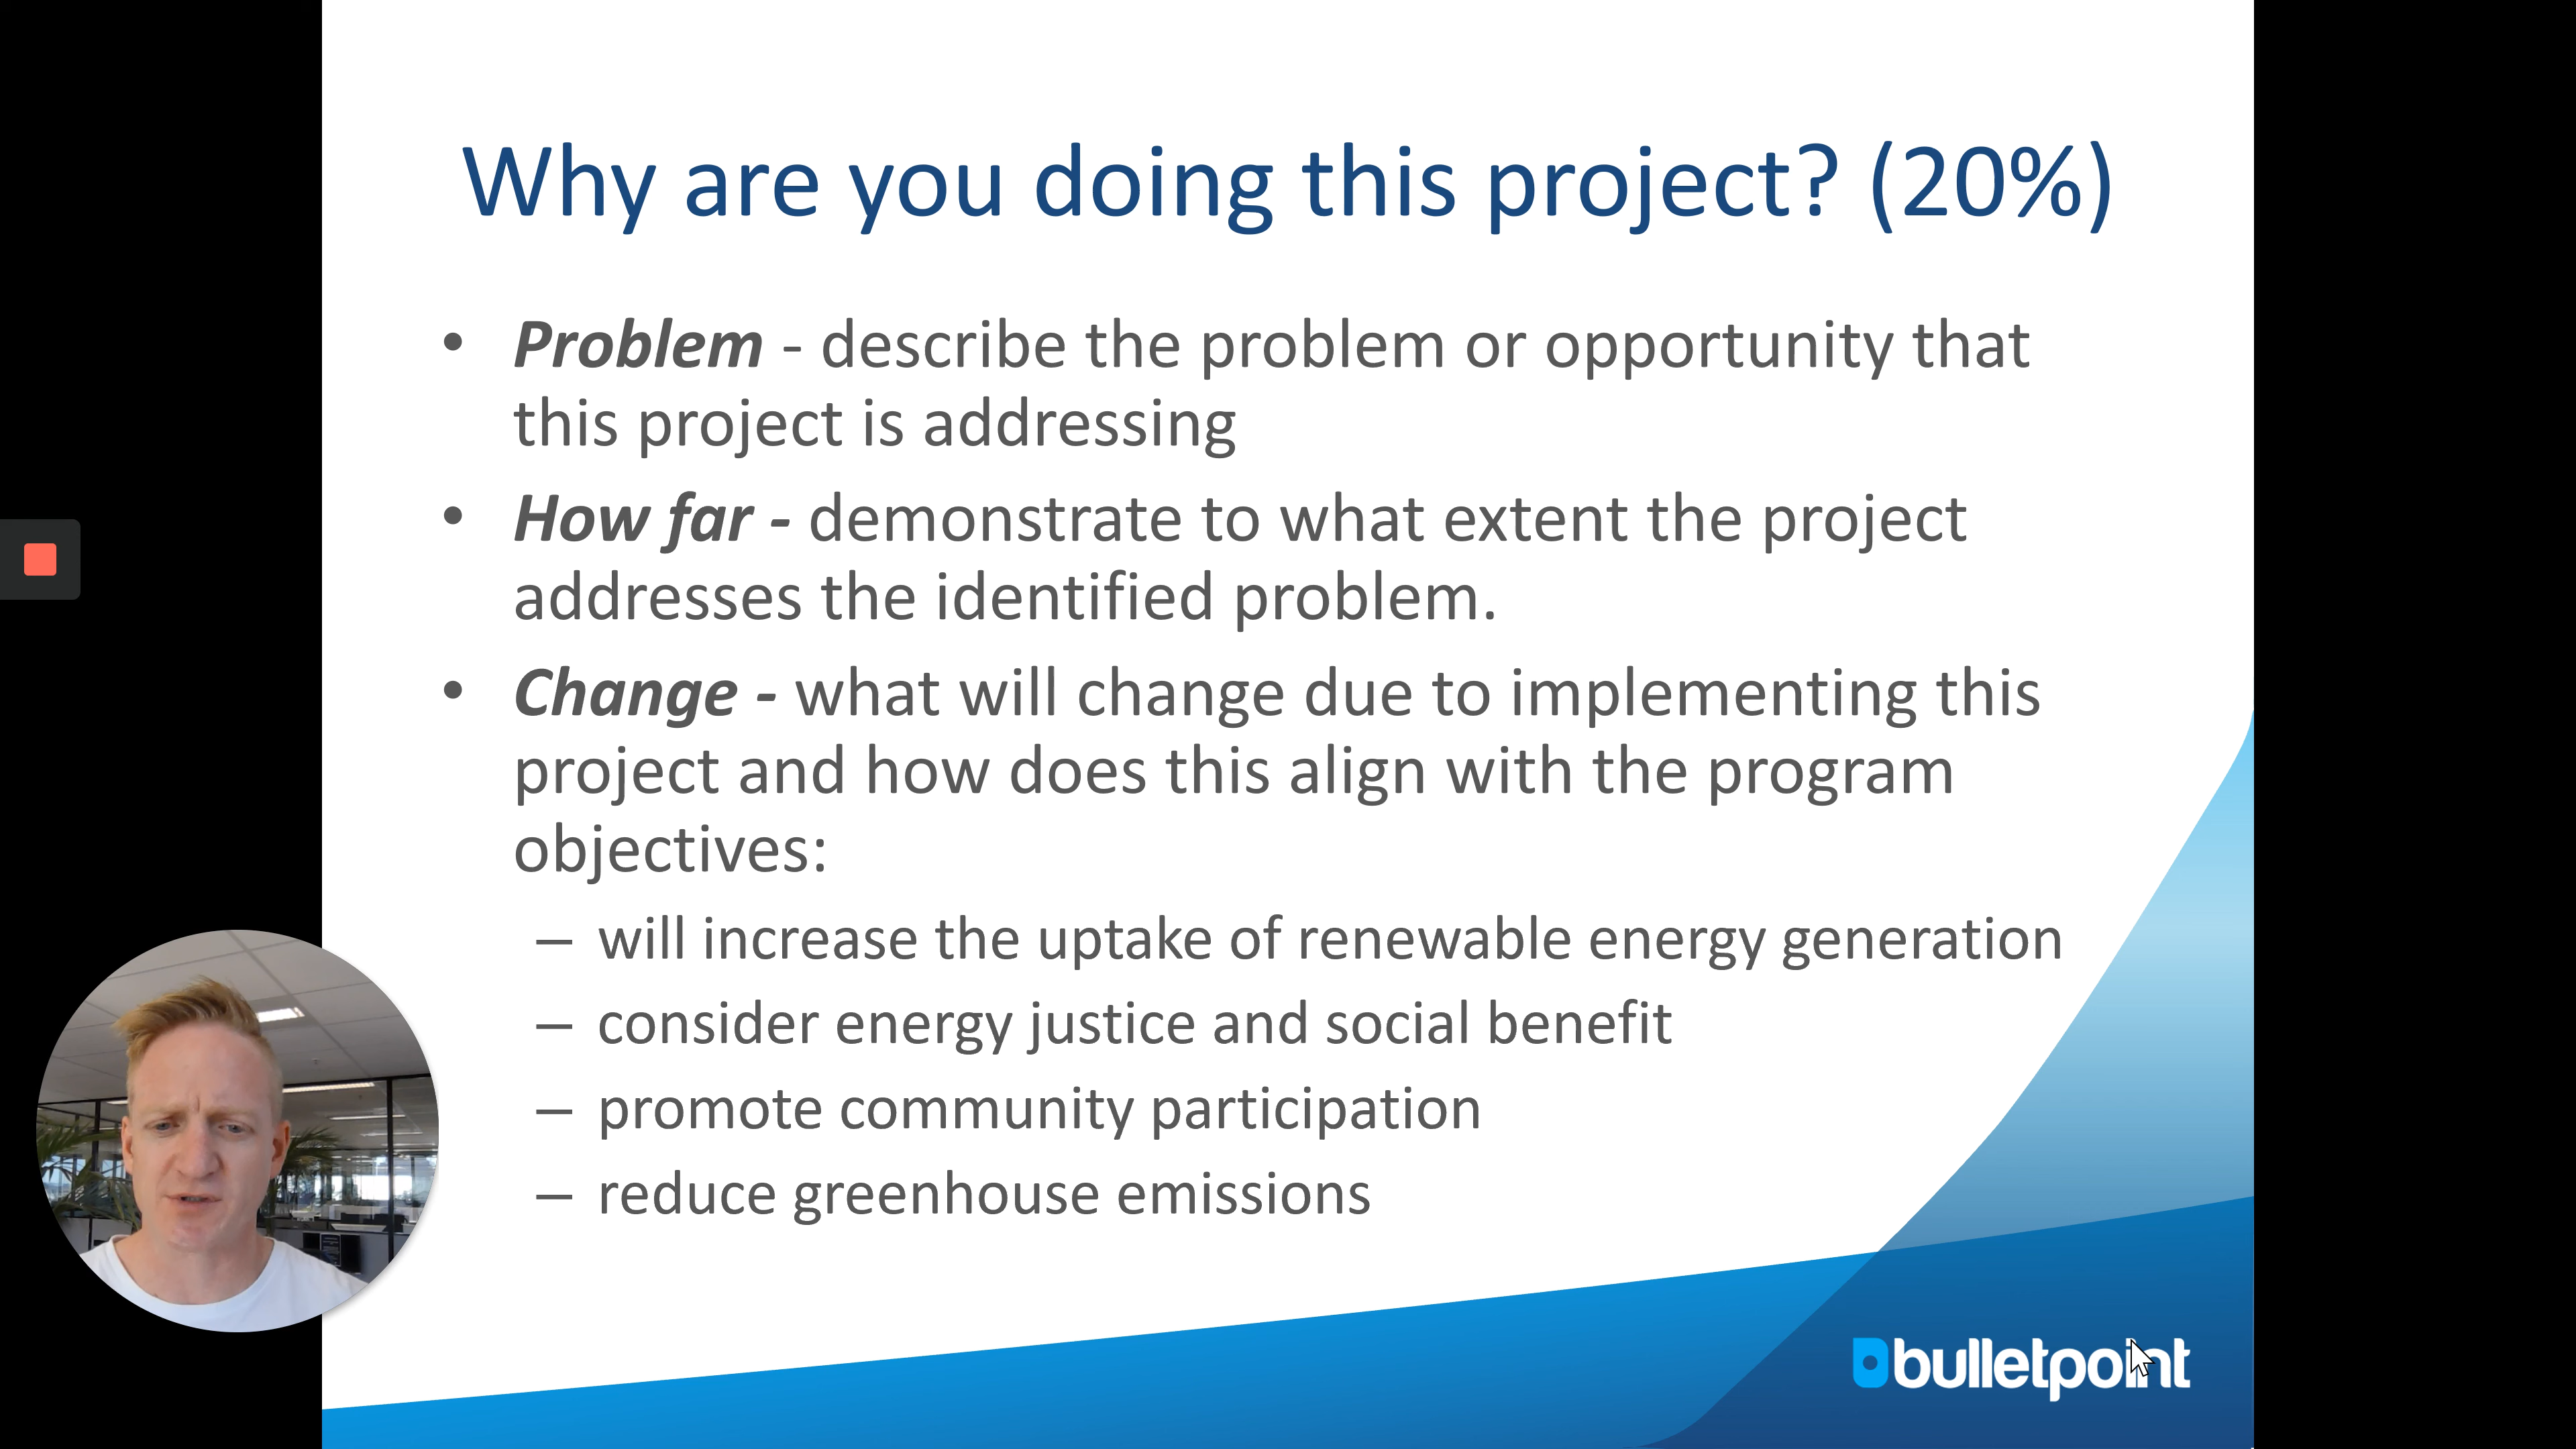 Why are you doing this project? (20%)
• Problem - describe the problem or opportunity that
this project is addressing
• How far - demonstrate to what extent the project
addresses the identified problem.
• Change - what will change due to implementing this
project and how does this align with the program
objectives:
– will increase the uptake of renewable energy generation
– consider energy justice and social benefit
– promote community participation
– reduce greenhouse emissions
bulletpoint